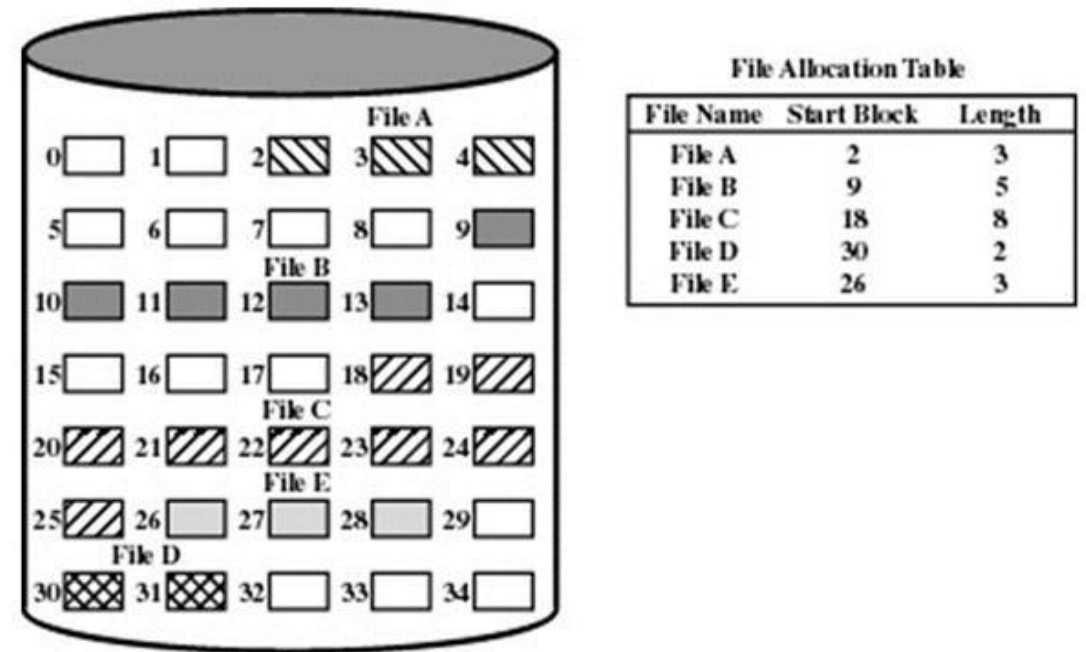 File Allocation Table
File Name Start Block Length
File A 2 3
File B 9 5
File C 18 8
File D 30 2
File E 26 3
File A
0 1 2 3 4
5 6 7 8 9
File B
10 11 12 13 14
15 16 17 18 19
File C
20 21 22 23 24
File E
25 26 27 28 29
File D
30 31 32 33 34